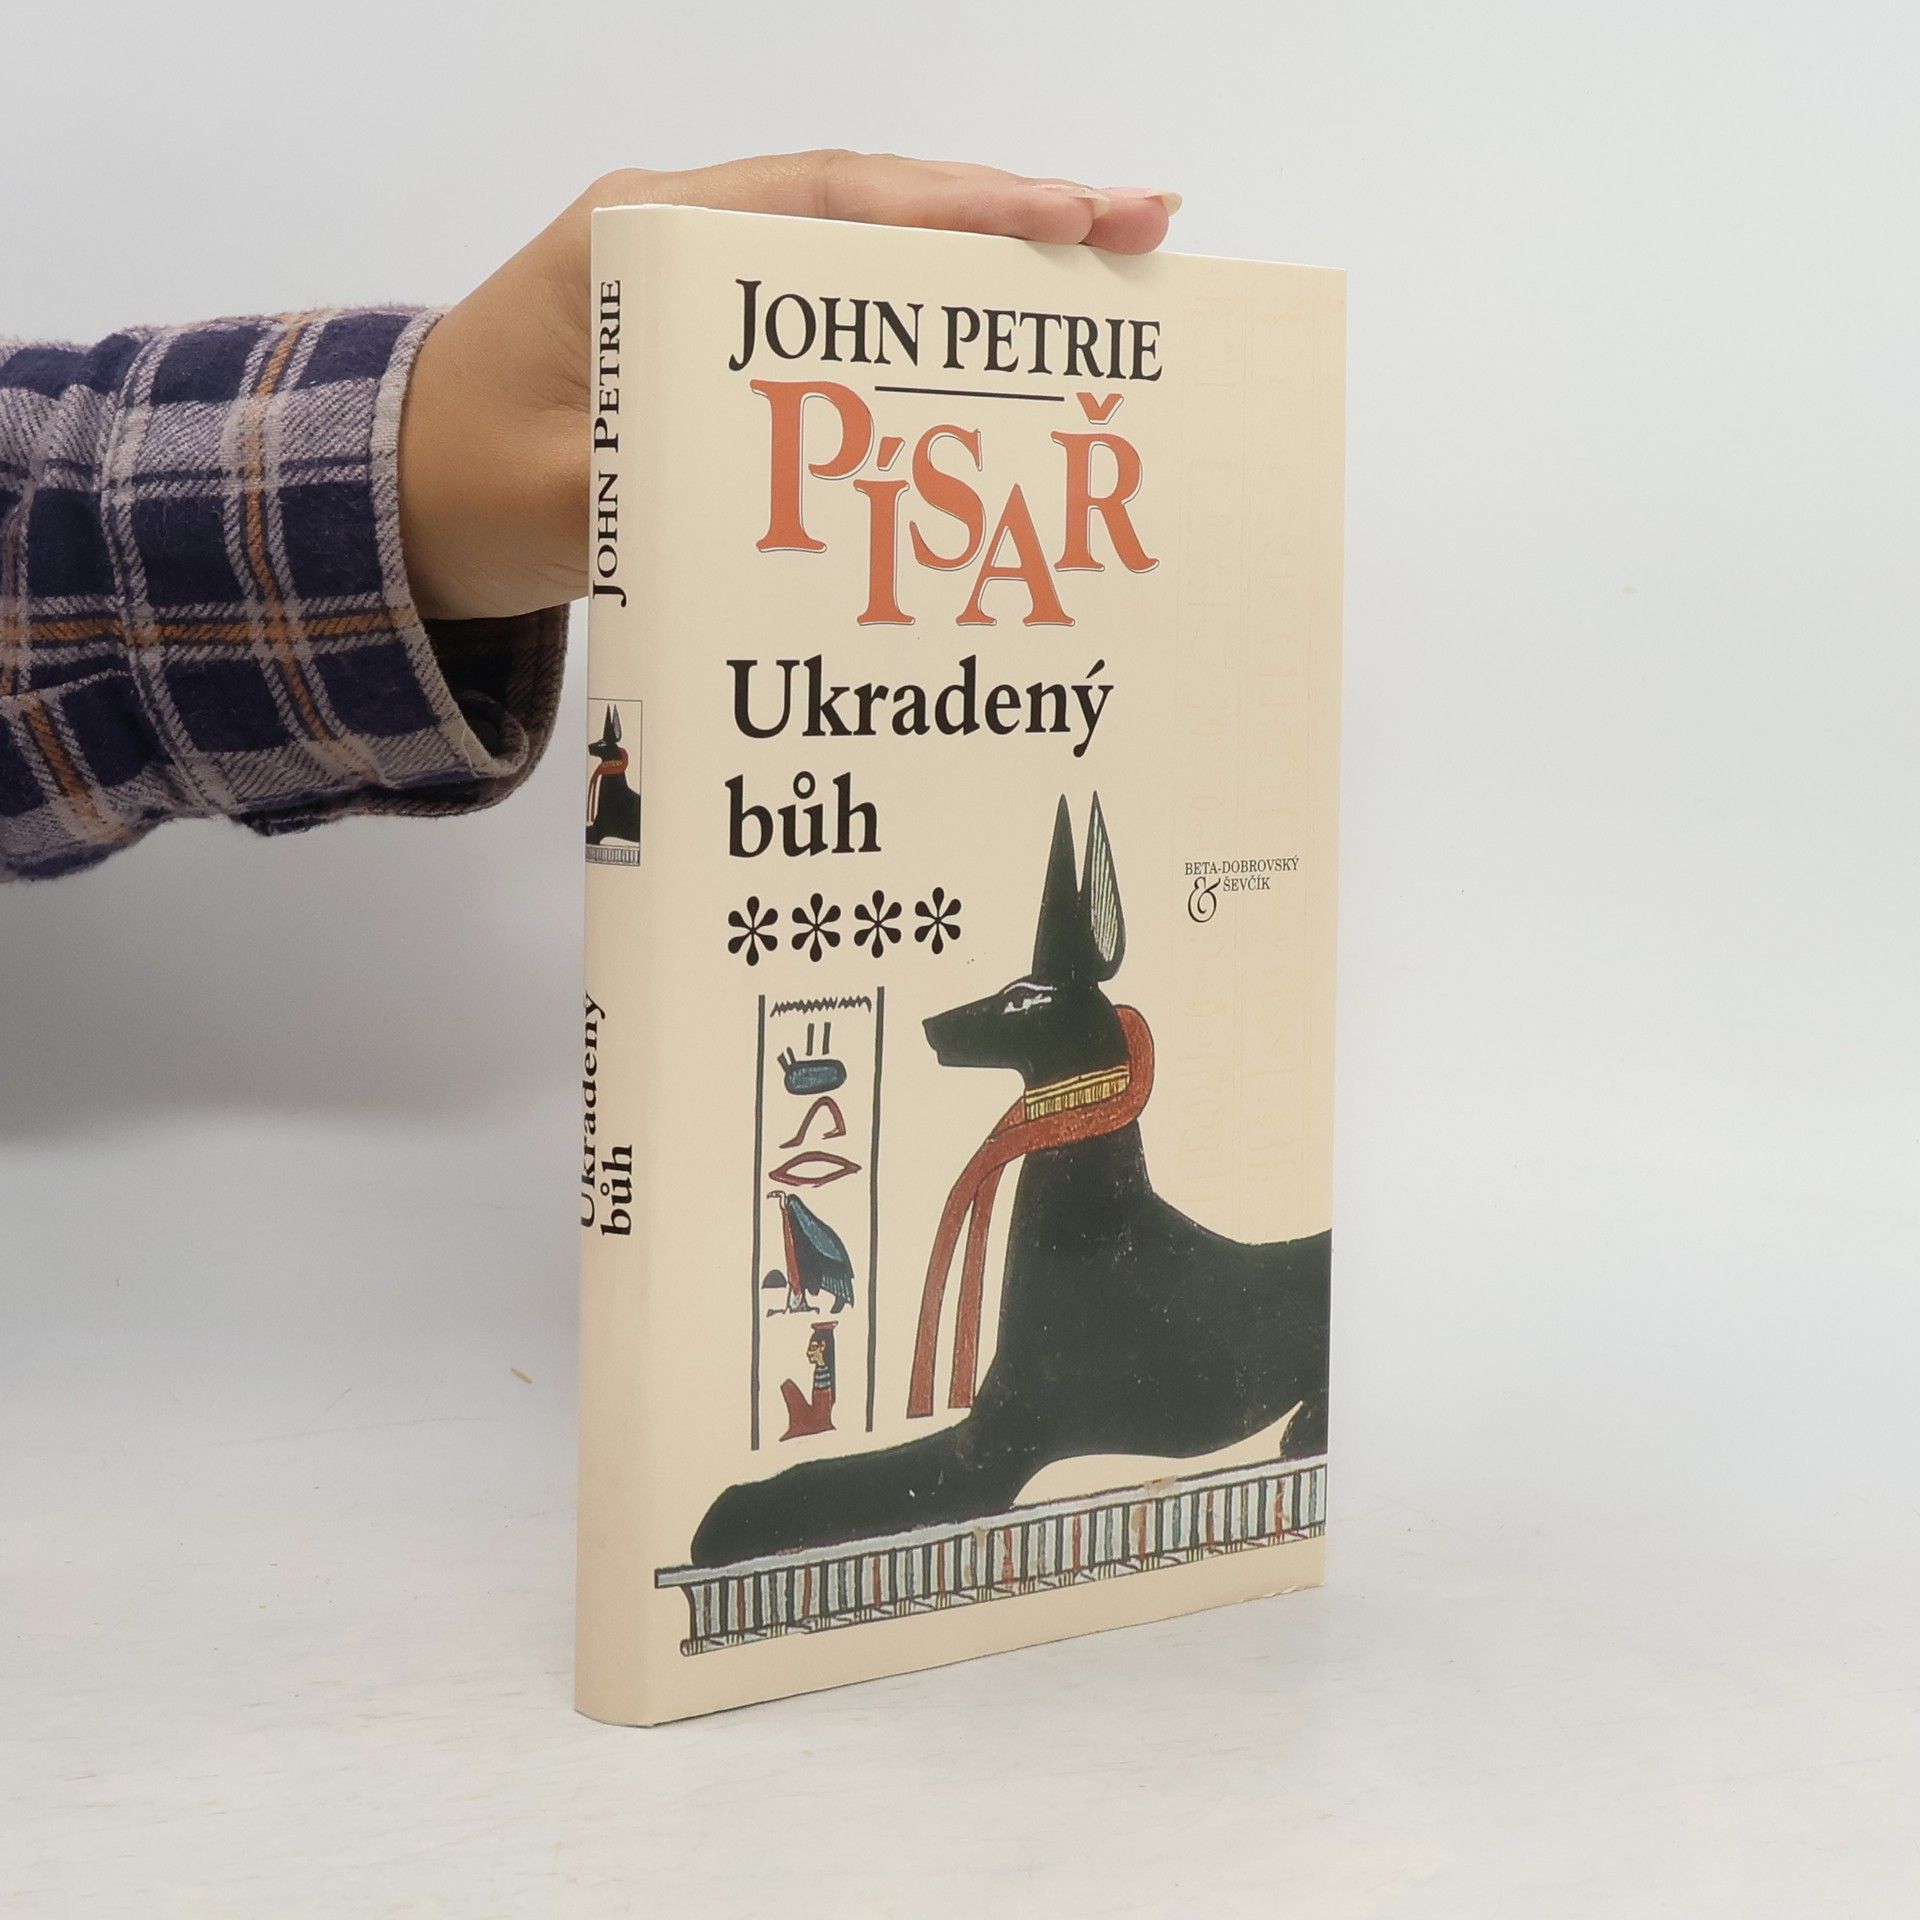 JOHN PETRIE
PÍSAŘ
Ukradený
bůh
****
BETA-DOBROVSKÝ
& ŠEVČÍK
JOHN PETRIE
Ukradený
bůh